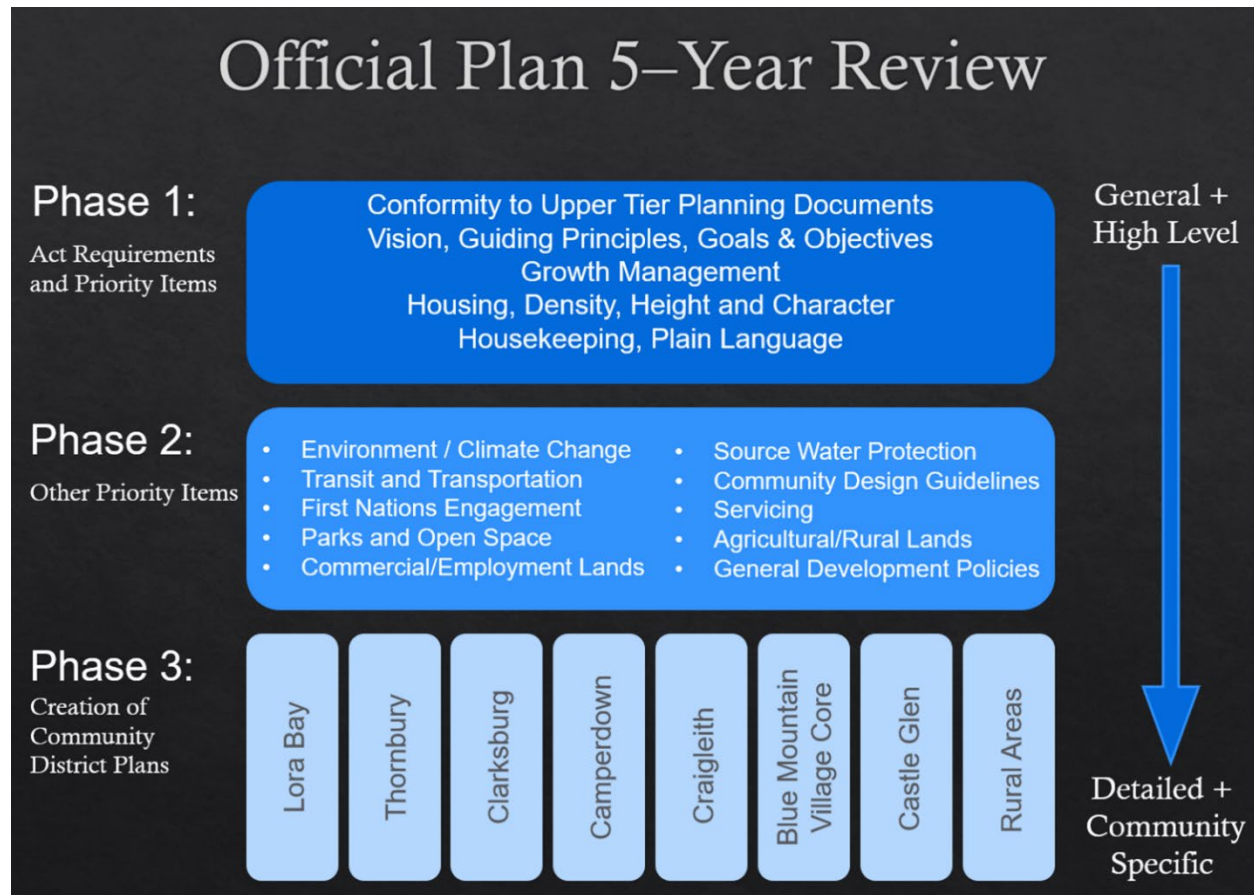 Official Plan 5–Year Review
Phase 1:
Act Requirements
and Priority Items
Conformity to Upper Tier Planning Documents
Vision, Guiding Principles, Goals & Objectives
Growth Management
Housing, Density, Height and Character
Housekeeping, Plain Language
General +
High Level
Phase 2:
Other Priority Items
• Environment / Climate Change
• Transit and Transportation
• First Nations Engagement
• Parks and Open Space
• Commercial/Employment Lands
• Source Water Protection
• Community Design Guidelines
• Servicing
• Agricultural/Rural Lands
• General Development Policies
Phase 3:
Creation of
Community
District Plans
Lora Bay
Thornbury
Clarksburg
Camperdown
Craigleith
Blue Mountain
Village Core
Castle Glen
Rural Areas
Detailed +
Community
Specific